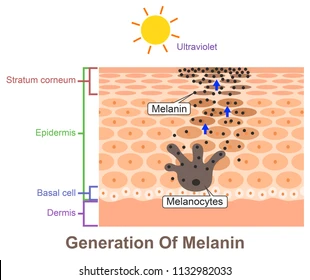 Ultraviolet
Stratum corneum
Melanin
Epidermis
Basal cell
Melanocytes
Dermis
Generation Of Melanin
shutterstock.com · 1132982033